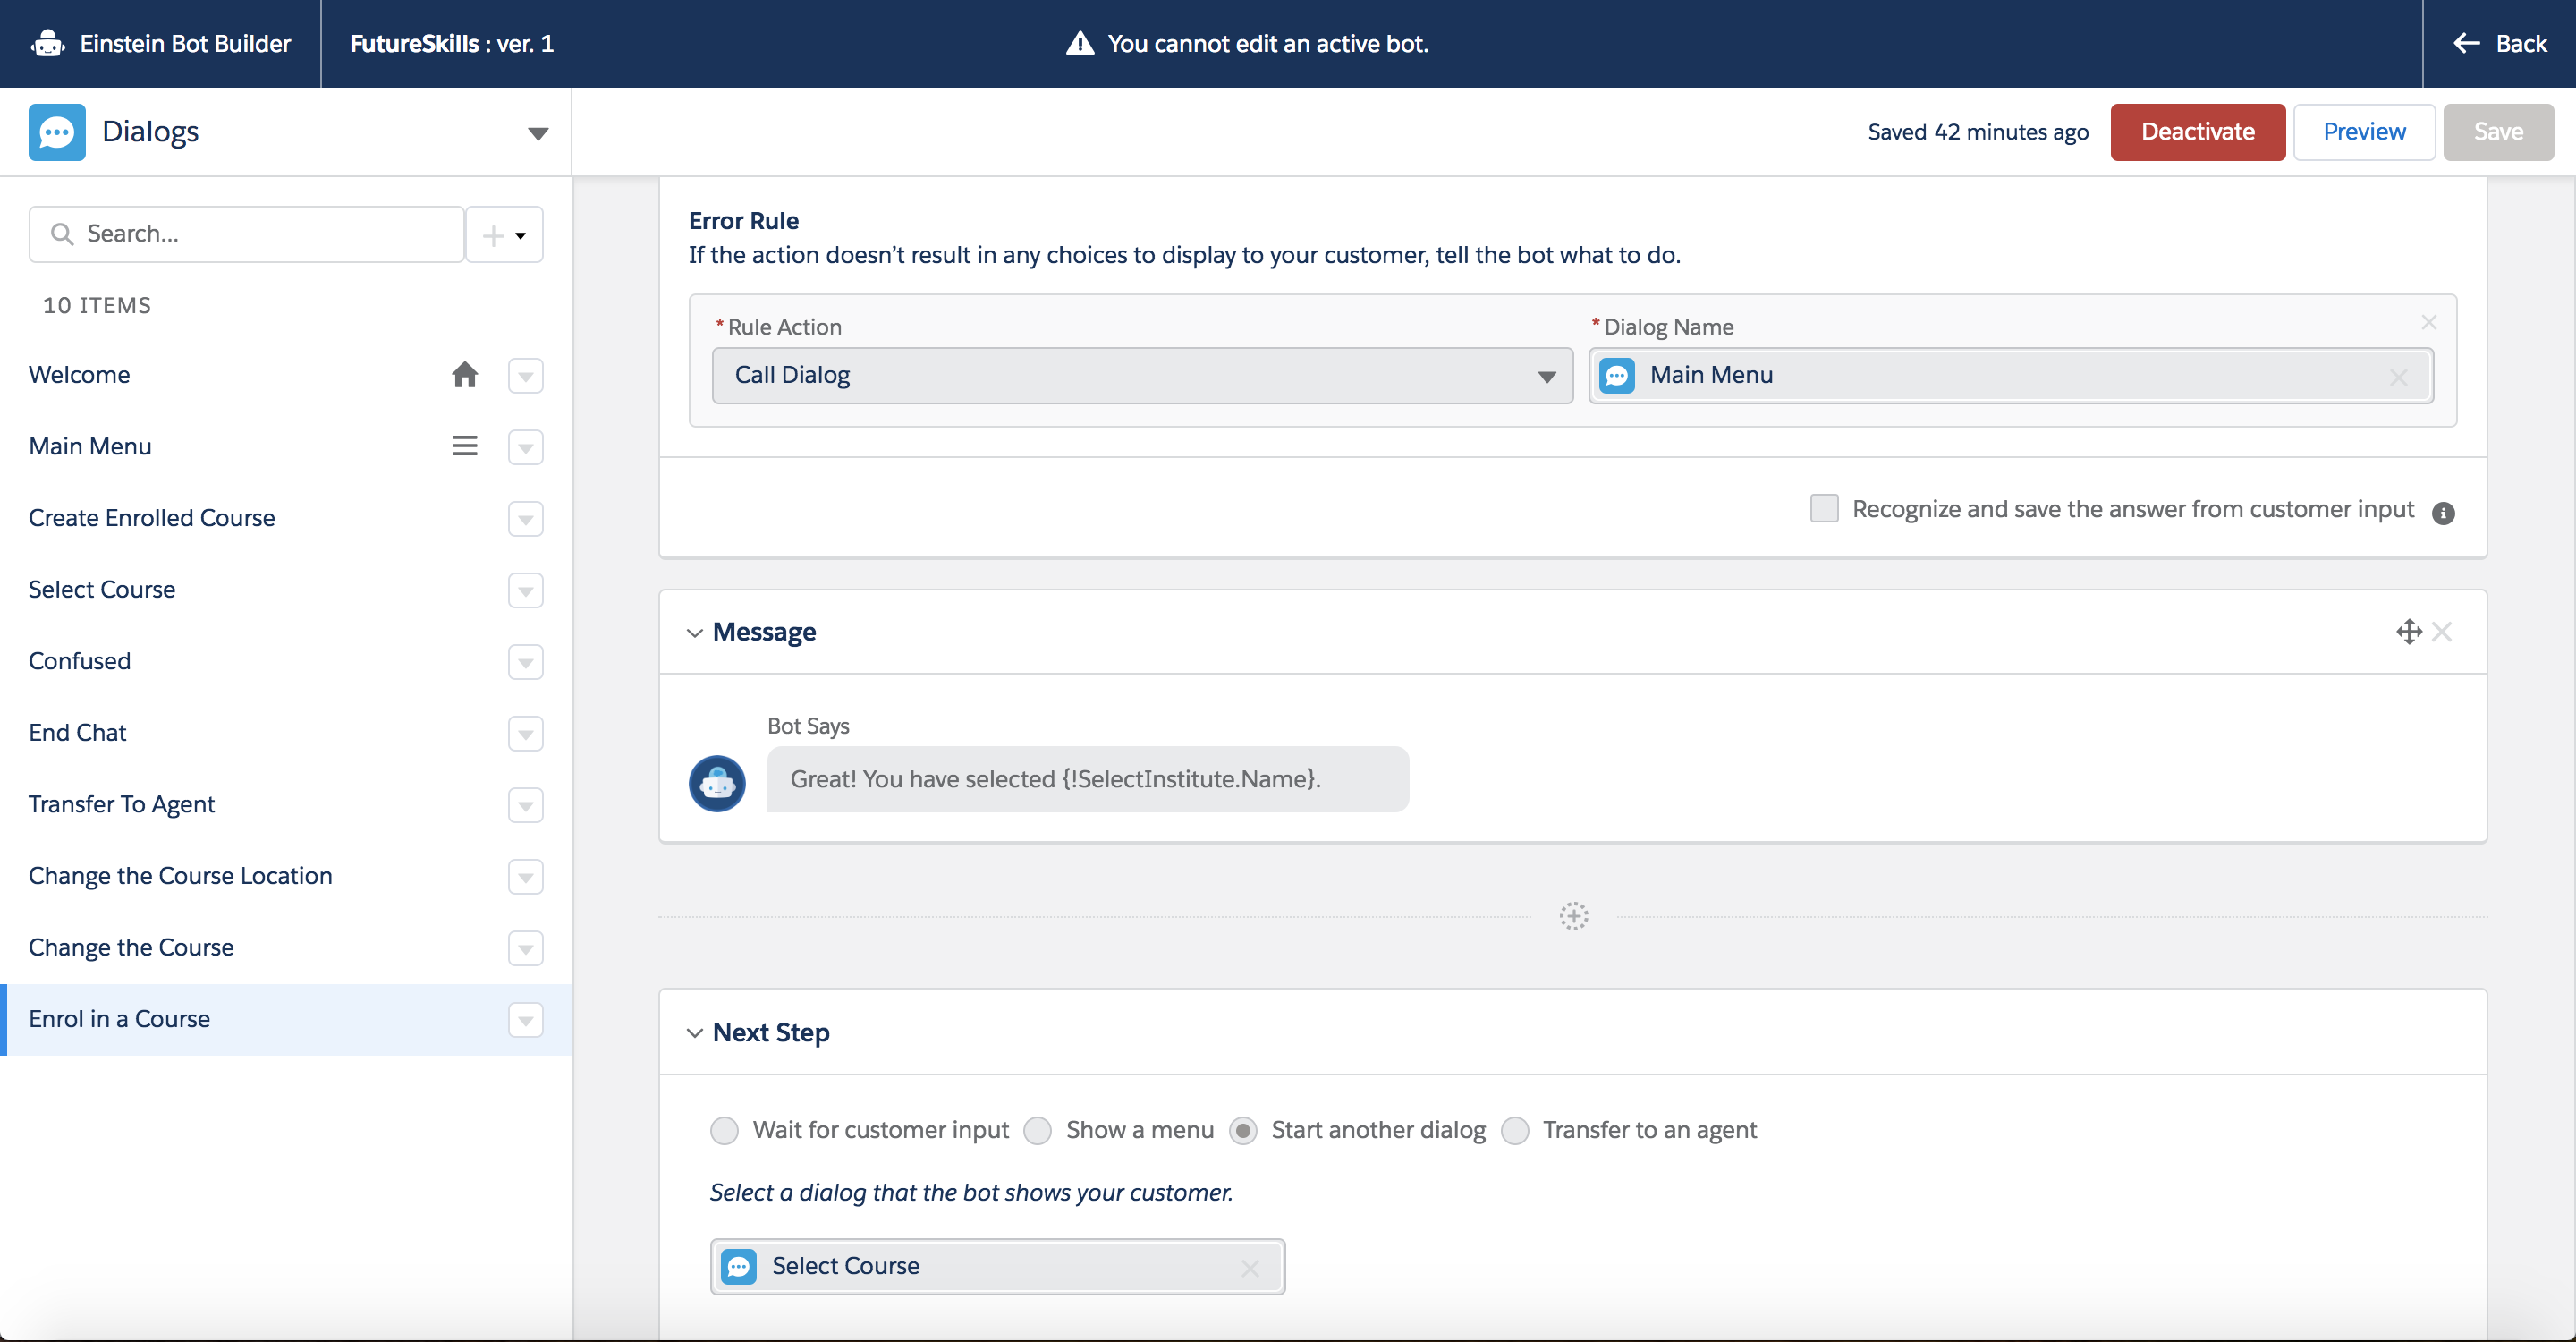 Einstein Bot Builder
FutureSkills : ver. 1
You cannot edit an active bot.
Back
Dialogs
Saved 42 minutes ago
Deactivate
Preview
Save
Search...
10 ITEMS
Welcome
Main Menu
Create Enrolled Course
Select Course
Confused
End Chat
Transfer To Agent
Change the Course Location
Change the Course
Enrol in a Course
Error Rule
If the action doesn’t result in any choices to display to your customer, tell the bot what to do.
* Rule Action
* Dialog Name
Call Dialog
Main Menu
Recognize and save the answer from customer input
Message
Bot Says
Great! You have selected {!SelectInstitute.Name}.
Next Step
Wait for customer input
Show a menu
Start another dialog
Transfer to an agent
Select a dialog that the bot shows your customer.
Select Course